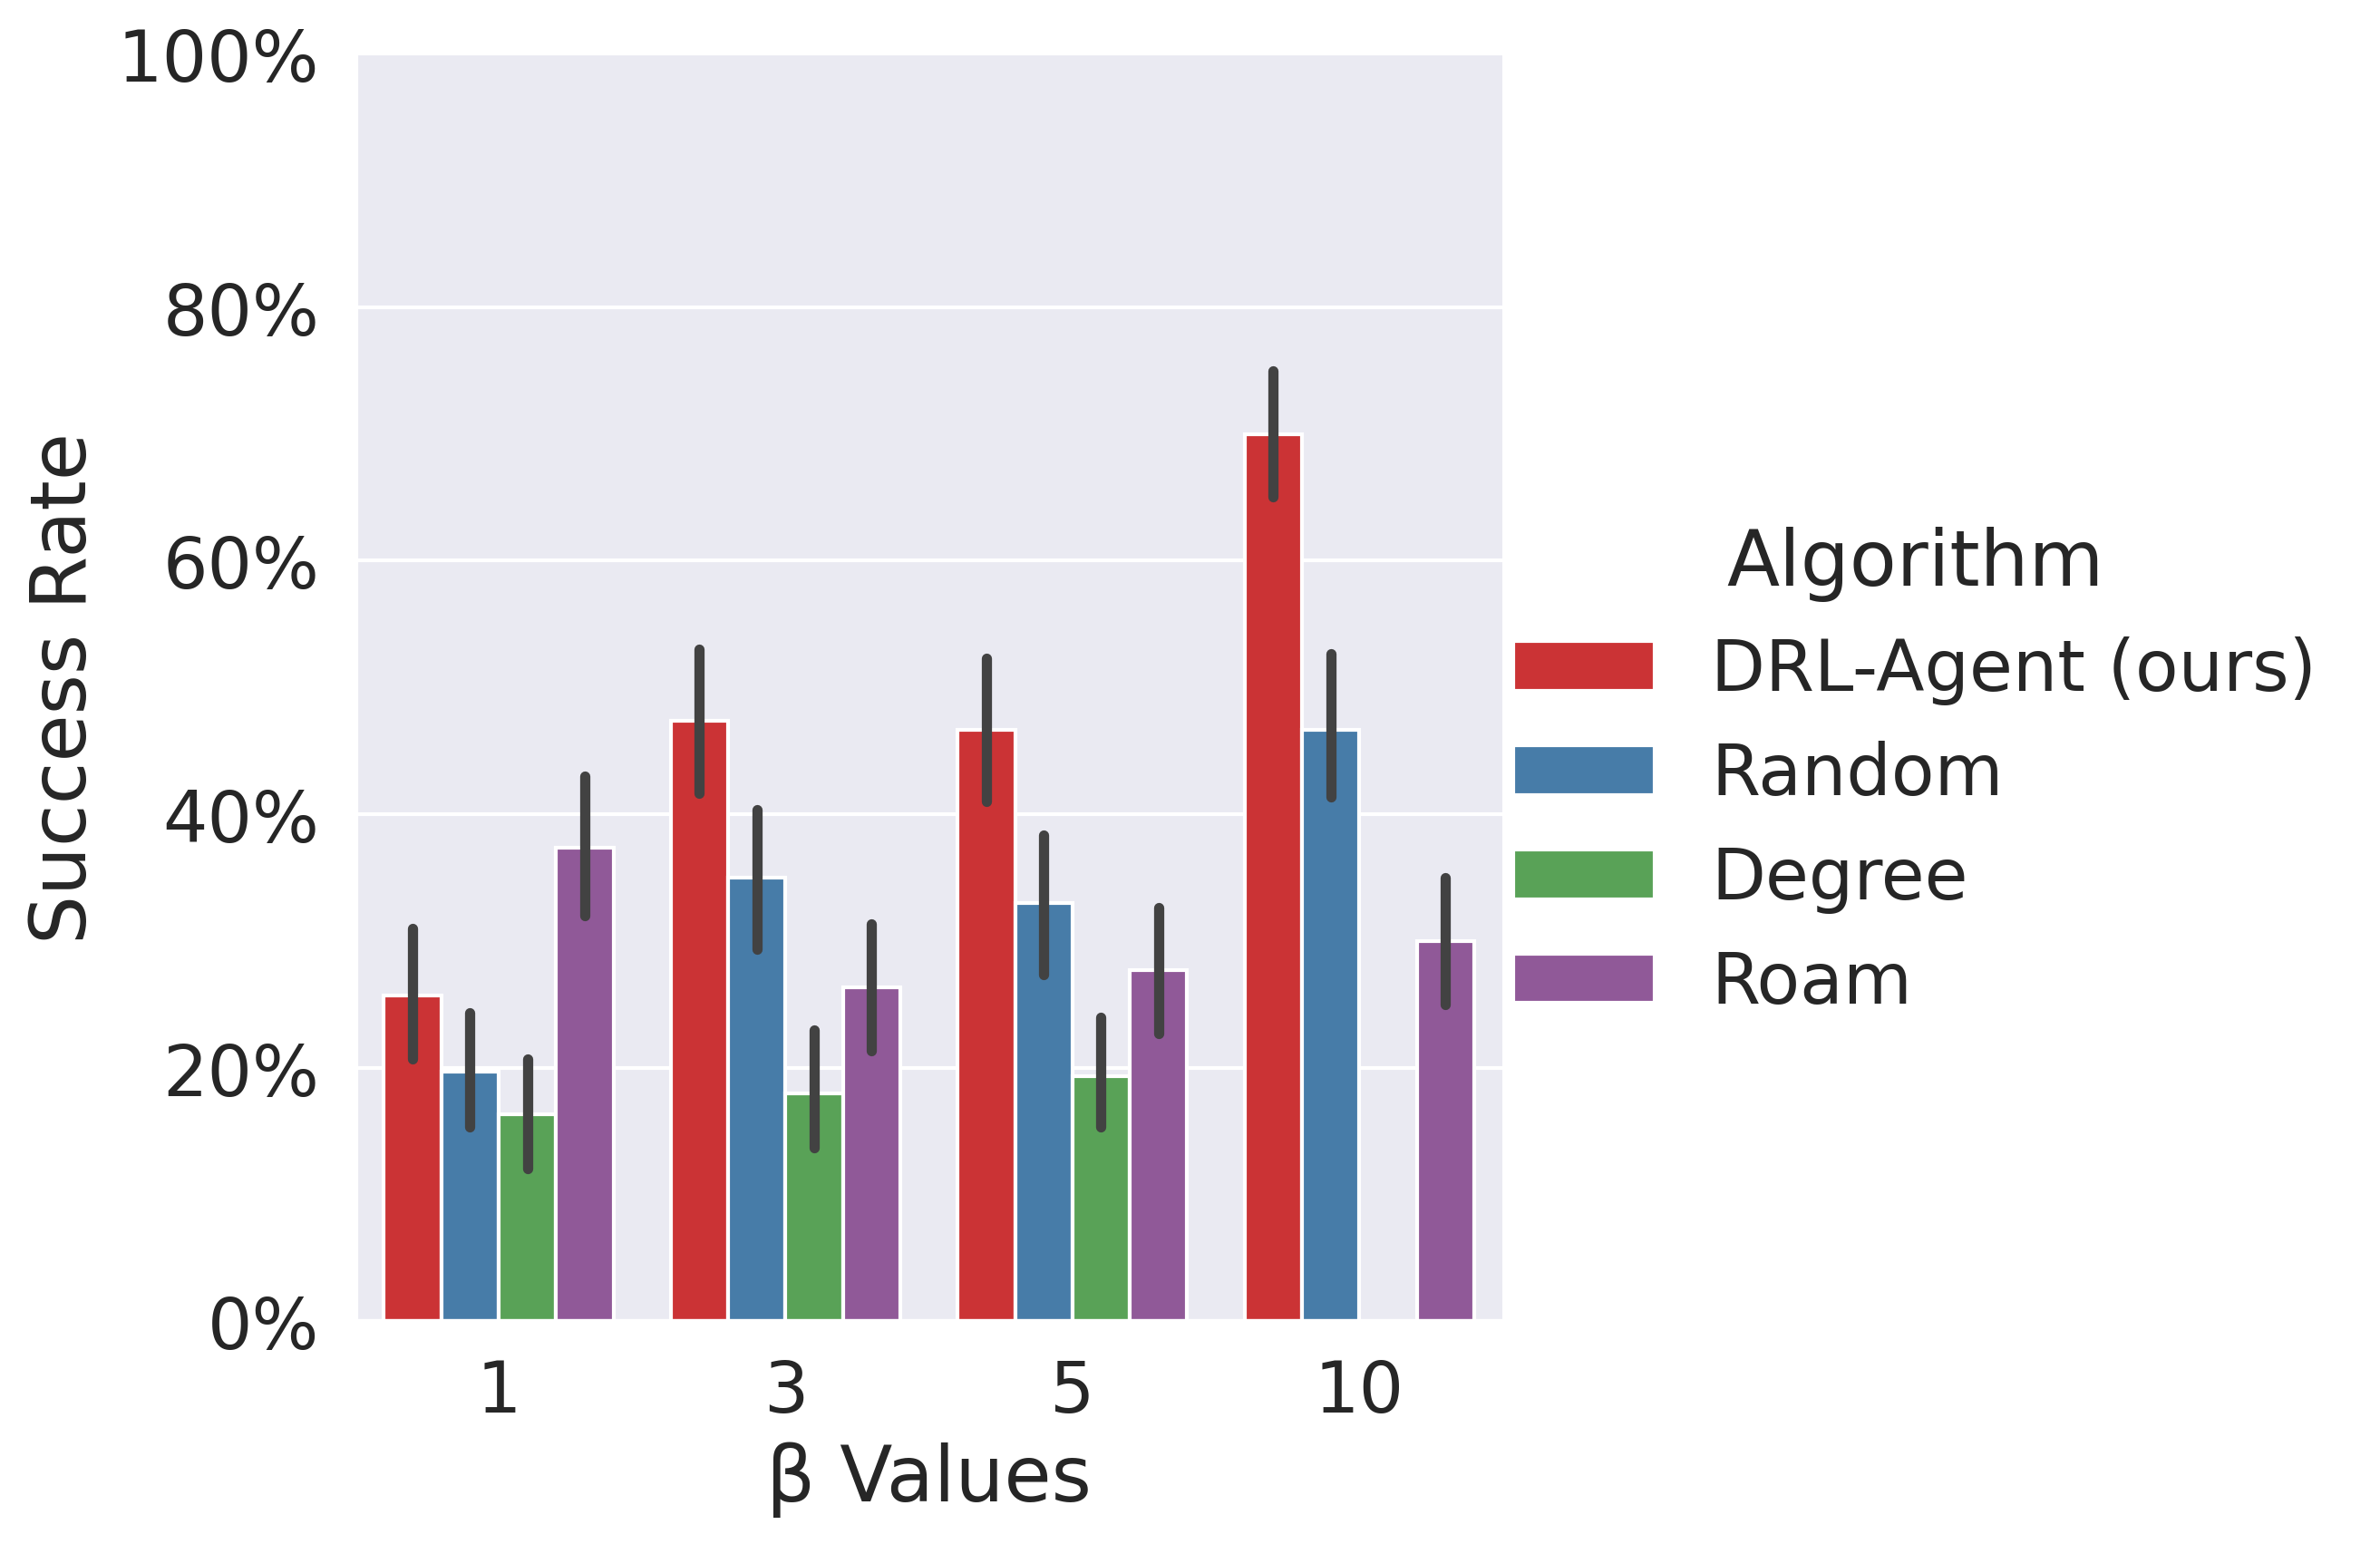 100%
80%
60%
40%
20%
0%
Success Rate
1 3 5 10
β Values
Algorithm
DRL-Agent (ours)
Random
Degree
Roam